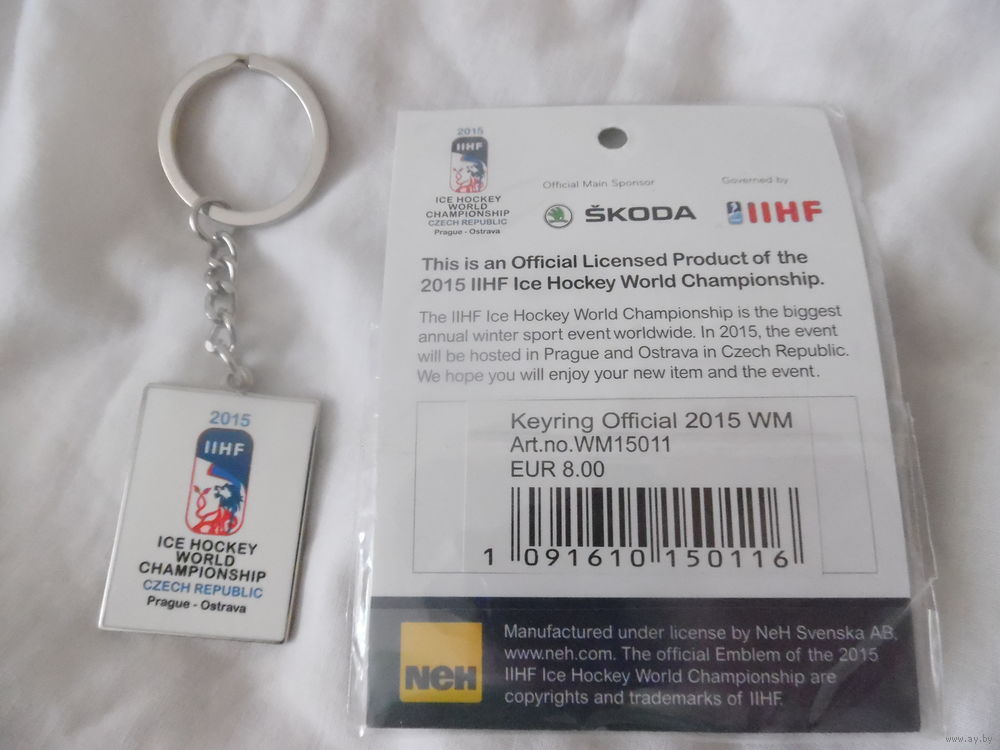 2015
IIHF
ICE HOCKEY
WORLD
CHAMPIONSHIP
CZECH REPUBLIC
Prague - Ostrava
2015
IIHF
ICE HOCKEY
WORLD
CHAMPIONSHIP
CZECH REPUBLIC
Prague - Ostrava
Official Main Sponsor
ŠKODA
Governed by
IIHF
This is an Official Licensed Product of the
2015 IIHF Ice Hockey World Championship.
The IIHF Ice Hockey World Championship is the biggest
annual winter sport event worldwide. In 2015, the event
will be hosted in Prague and Ostrava in Czech Republic.
We hope you will enjoy your new item and the event.
Keyring Official 2015 WM
Art.no.WM15011
EUR 8.00
1 091610 150116
NeH
Manufactured under license by NeH Svenska AB,
www.neh.com. The official Emblem of the 2015
IIHF Ice Hockey World Championship are
copyrights and trademarks of IIHF.
www.ay.by